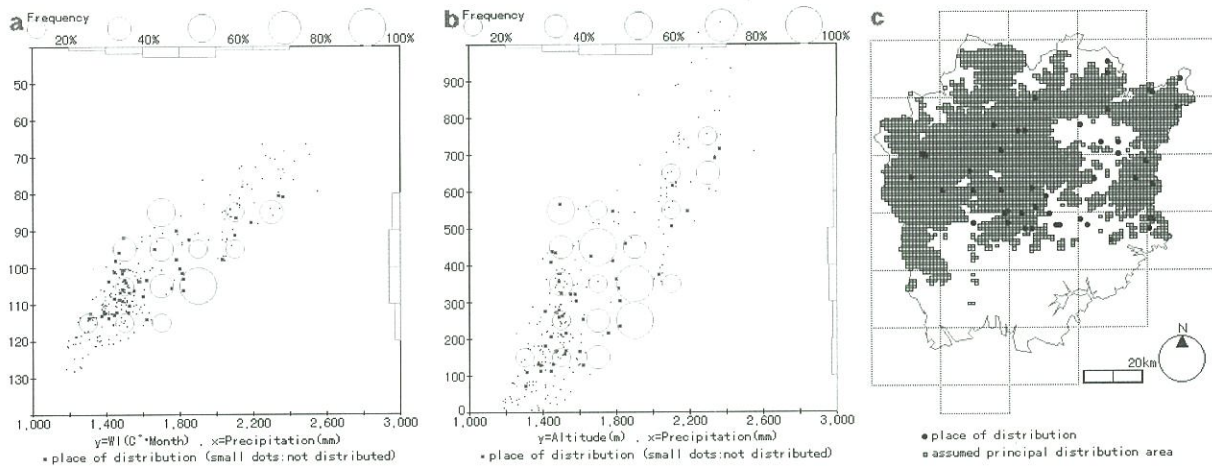 a
Frequency
20% 40% 60% 80% 100%
50
60
70
80
90
100
110
120
130
1,000 1,400 1,800 2,200 2,600 3,000
y=WI(C°·Month) . x=Precipitation(mm)
▪ place of distribution (small dots:not distributed)
b
Frequency
20% 40% 60% 80% 100%
900
800
700
600
500
400
300
200
100
0
1,000 1,400 1,800 2,200 2,600 3,000
y=Altitude(m) . x=Precipitation(mm)
▪ place of distribution (small dots:not distributed)
c
N
20km
● place of distribution
▦ assumed principal distribution area